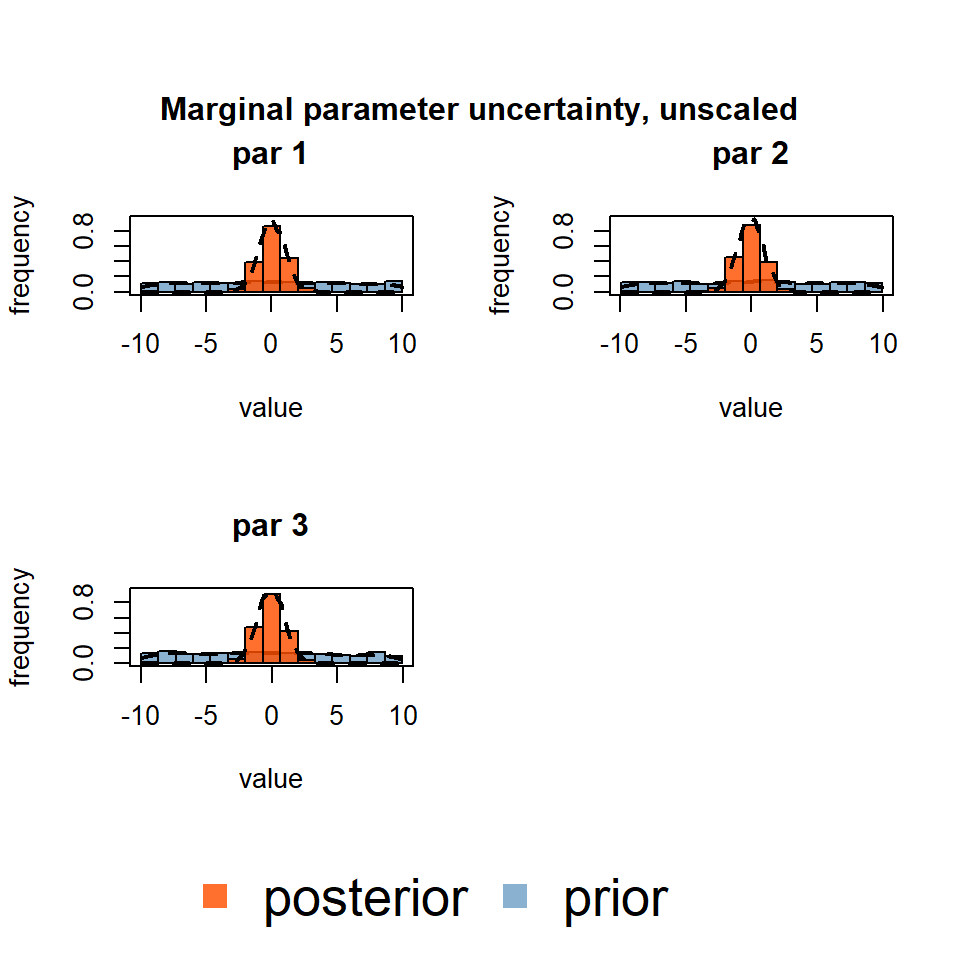 Marginal parameter uncertainty, unscaled
par 1
frequency
0.0 0.8
-10 -5 0 5 10
value
par 2
frequency
0.0 0.8
-10 -5 0 5 10
value
par 3
frequency
0.0 0.8
-10 -5 0 5 10
value
posterior prior